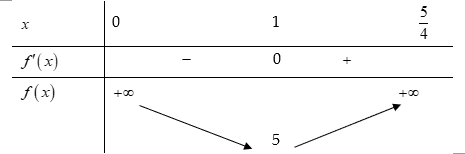 x 0 1 5/4
f′(x) − 0 +
f(x) +∞ +∞
5